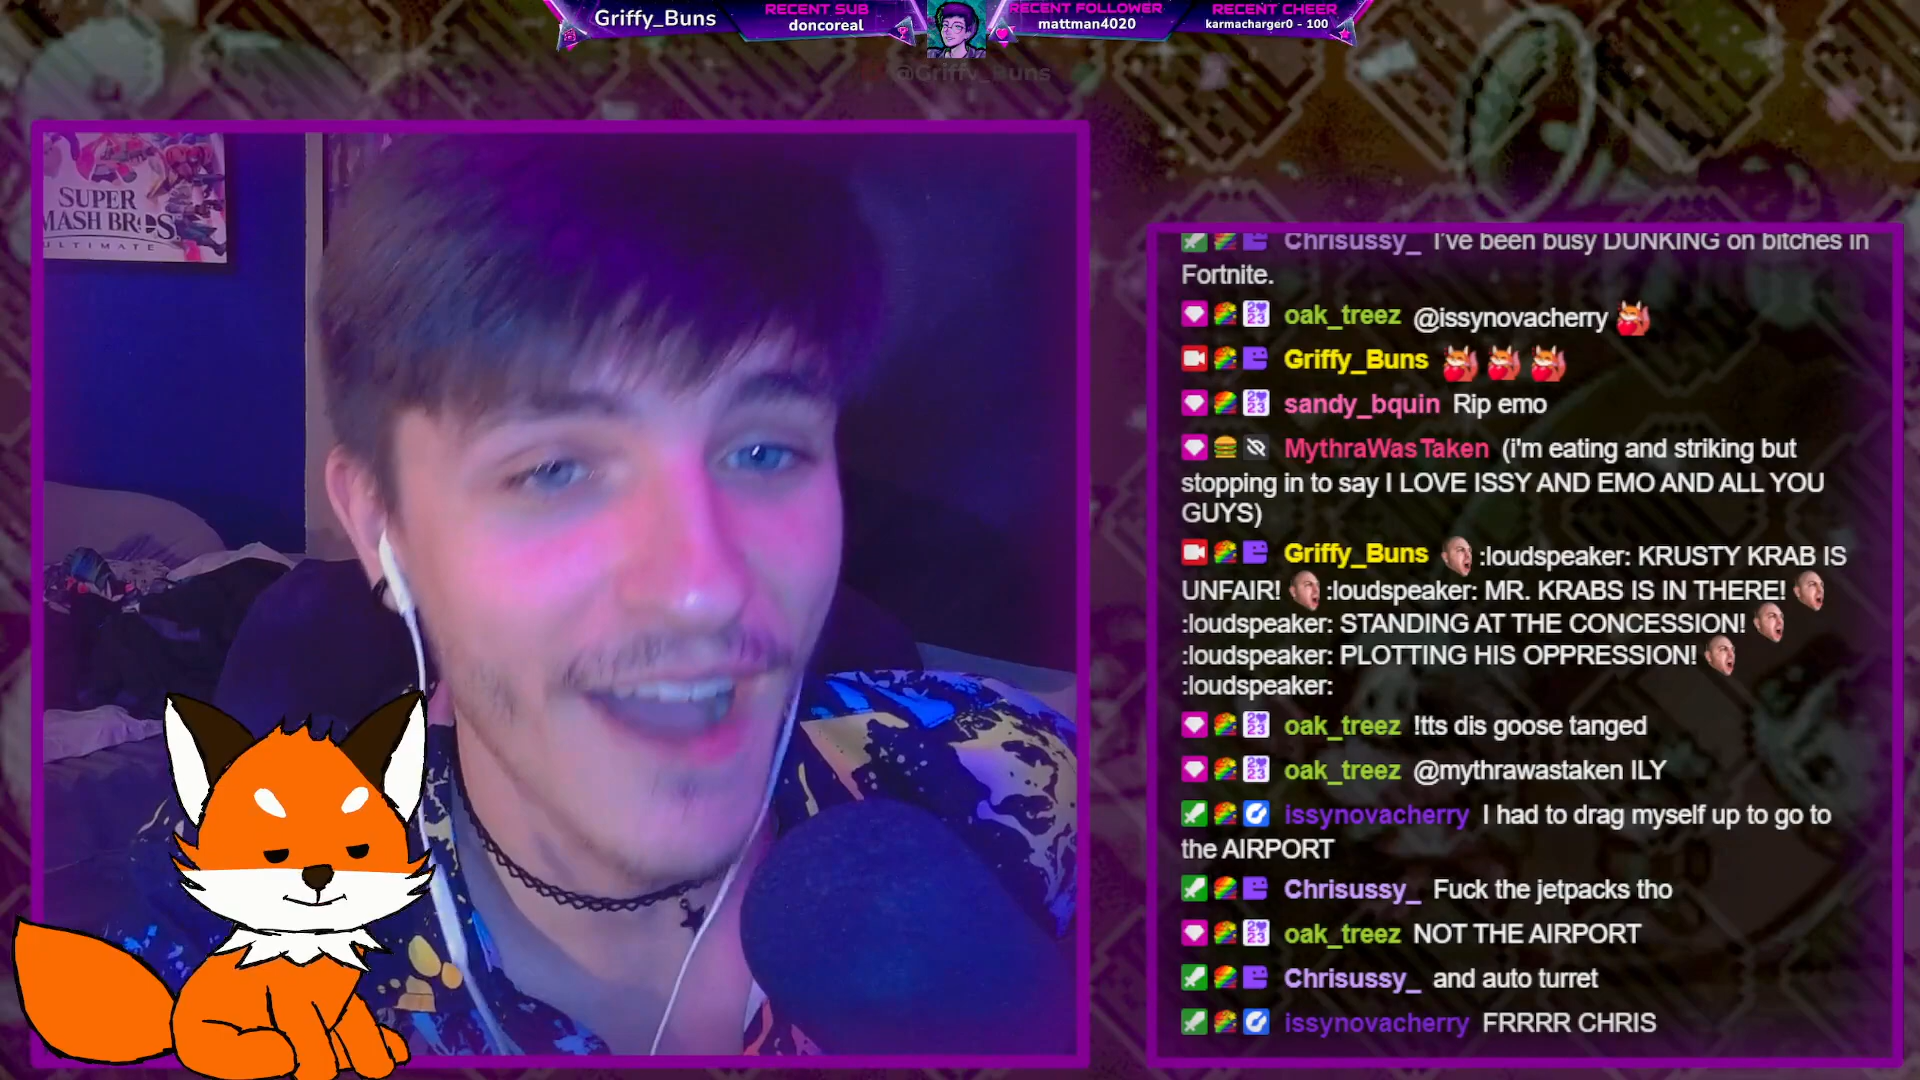 Griffy_Buns
RECENT SUB
doncoreal
RECENT FOLLOWER
mattman4020
RECENT CHEER
karmacharger0 - 100
@Griffy_Buns
SUPER
MASH BROS.
ULTIMATE
Chrisussy_ I've been busy DUNKING on bitches in
Fortnite.
oak_treez @issynovacherry
Griffy_Buns
sandy_bquin Rip emo
MythraWasTaken (i'm eating and striking but
stopping in to say I LOVE ISSY AND EMO AND ALL YOU
GUYS)
Griffy_Buns :loudspeaker: KRUSTY KRAB IS
UNFAIR! :loudspeaker: MR. KRABS IS IN THERE!
:loudspeaker: STANDING AT THE CONCESSION!
:loudspeaker: PLOTTING HIS OPPRESSION!
:loudspeaker:
oak_treez !tts dis goose tanged
oak_treez @mythrawastaken ILY
issynovacherry I had to drag myself up to go to
the AIRPORT
Chrisussy_ Fuck the jetpacks tho
oak_treez NOT THE AIRPORT
Chrisussy_ and auto turret
issynovacherry FRRRR CHRIS